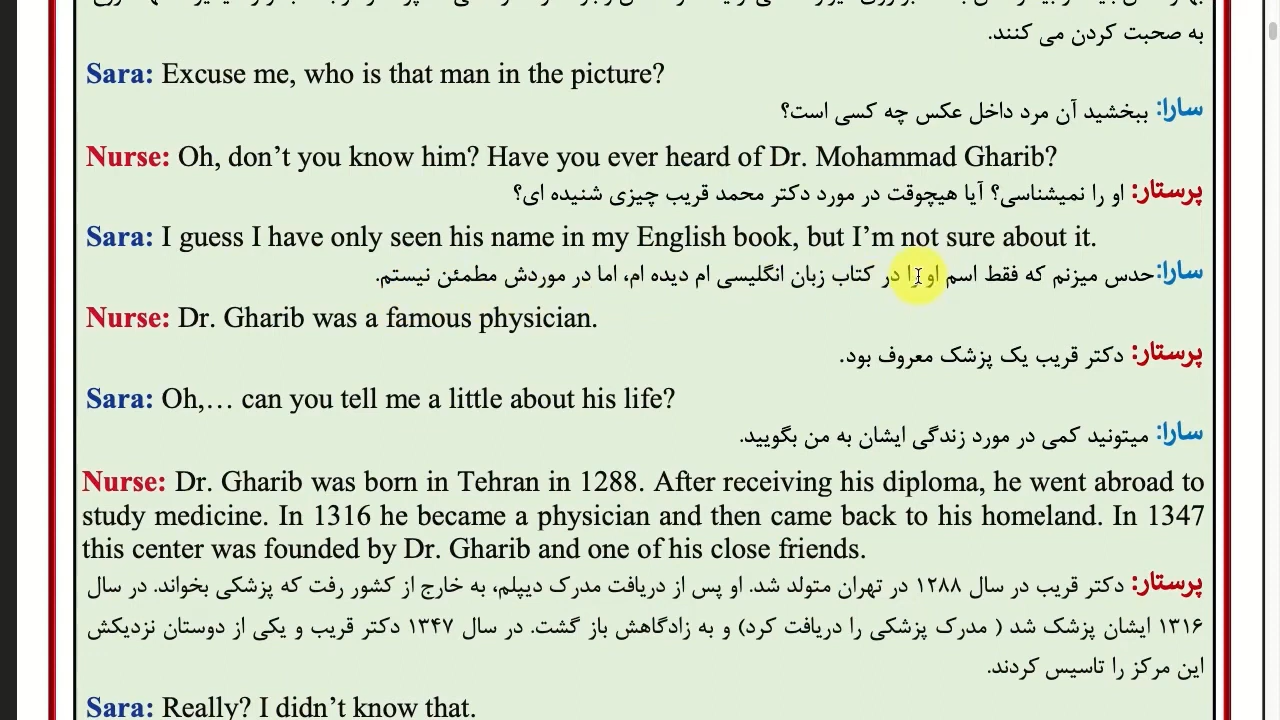 به صحبت کردن می کنند.
Sara: Excuse me, who is that man in the picture?
سارا: ببخشید آن مرد داخل عکس چه کسی است؟
Nurse: Oh, don’t you know him? Have you ever heard of Dr. Mohammad Gharib?
پرستار: او را نمیشناسی؟ آیا هیچوقت در مورد دکتر محمد قریب چیزی شنیده ای؟
Sara: I guess I have only seen his name in my English book, but I’m not sure about it.
سارا: حدس میزنم که فقط اسم او را در کتاب زبان انگلیسی ام دیده ام، اما در موردش مطمئن نیستم.
Nurse: Dr. Gharib was a famous physician.
پرستار: دکتر قریب یک پزشک معروف بود.
Sara: Oh,… can you tell me a little about his life?
سارا: میتونید کمی در مورد زندگی ایشان به من بگویید.
Nurse: Dr. Gharib was born in Tehran in 1288. After receiving his diploma, he went abroad to
study medicine. In 1316 he became a physician and then came back to his homeland. In 1347
this center was founded by Dr. Gharib and one of his close friends.
پرستار: دکتر قریب در سال ۱۲۸۸ در تهران متولد شد. او پس از دریافت مدرک دیپلم، به خارج از کشور رفت که پزشکی بخواند. در سال
۱۳۱۶ ایشان پزشک شد ( مدرک پزشکی را دریافت کرد) و به زادگاهش باز گشت. در سال ۱۳۴۷ دکتر قریب و یکی از دوستان نزدیکش
این مرکز را تاسیس کردند.
Sara: Really? I didn’t know that.